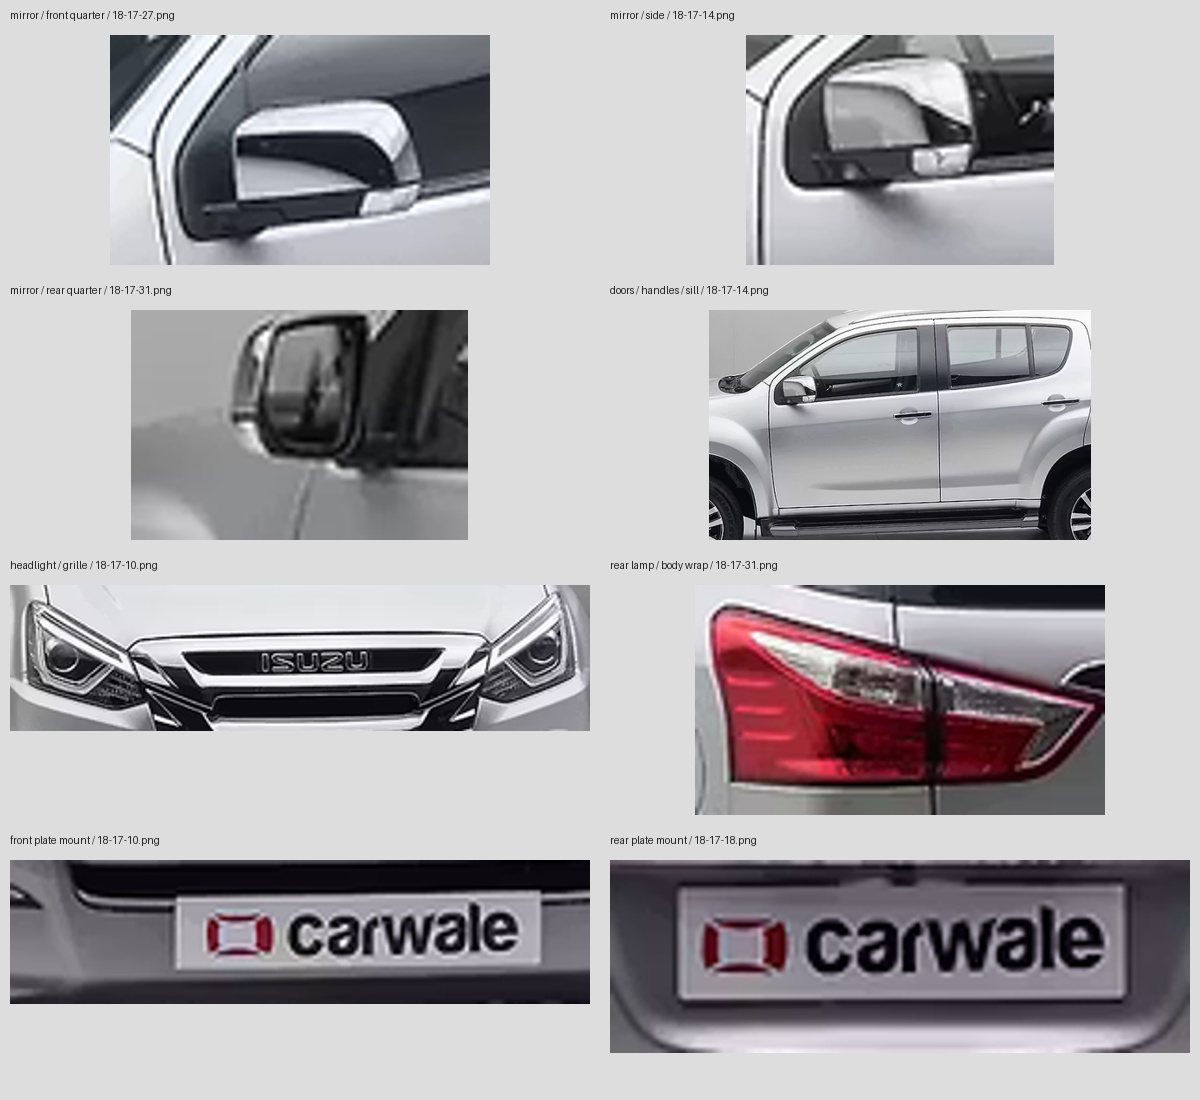 mirror / front quarter / 18-17-27.png
mirror / side / 18-17-14.png
mirror / rear quarter / 18-17-31.png
doors / handles / sill / 18-17-14.png
headlight / grille / 18-17-10.png
ISUZU
rear lamp / body wrap / 18-17-31.png
front plate mount / 18-17-10.png
carwale
rear plate mount / 18-17-18.png
carwale